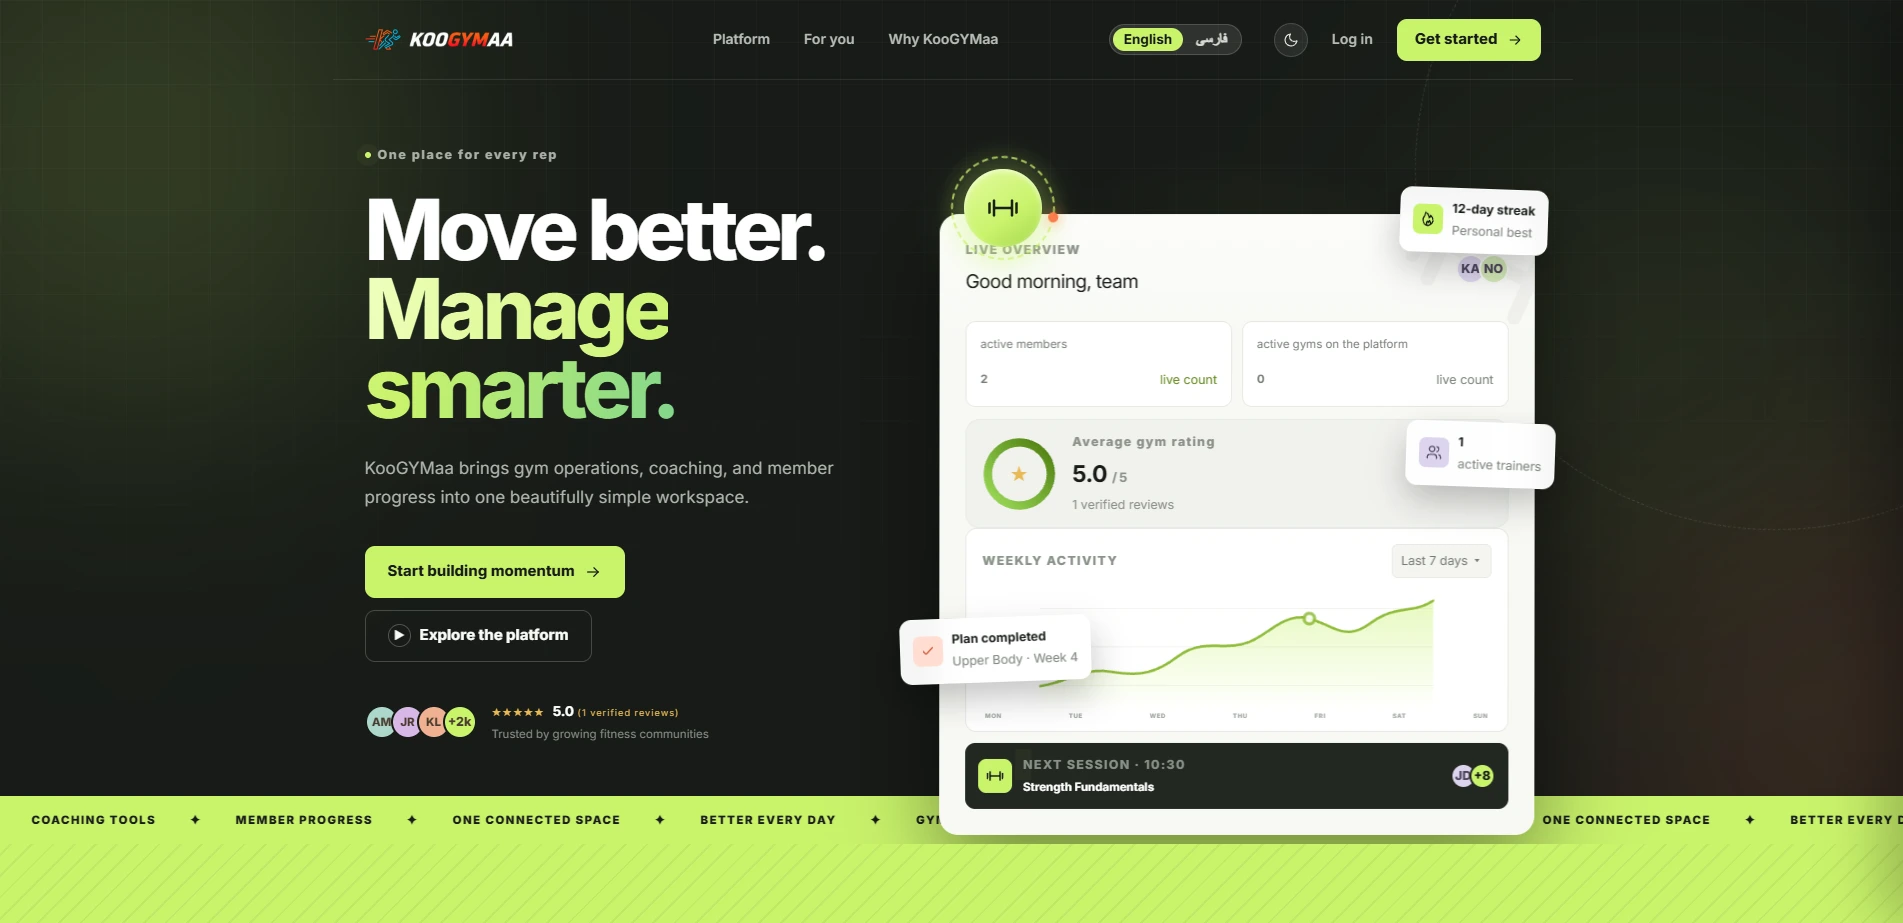 KOOGYMAA
Platform
For you
Why KooGYMaa
English
فارسی
Log in
Get started
One place for every rep
Move better.
Manage
smarter.
KooGYMaa brings gym operations, coaching, and member
progress into one beautifully simple workspace.
Start building momentum
Explore the platform
AM
JR
KL
+2k
★★★★★ 5.0 (1 verified reviews)
Trusted by growing fitness communities
12-day streak
Personal best
LIVE OVERVIEW
Good morning, team
KA
NO
active members
2
live count
active gyms on the platform
0
live count
Average gym rating
5.0 / 5
1 verified reviews
1
active trainers
WEEKLY ACTIVITY
Last 7 days
Plan completed
Upper Body · Week 4
MON
TUE
WED
THU
FRI
SAT
SUN
NEXT SESSION · 10:30
Strength Fundamentals
JD
+8
COACHING TOOLS ✦ MEMBER PROGRESS ✦ ONE CONNECTED SPACE ✦ BETTER EVERY DAY ✦
ONE CONNECTED SPACE ✦ BETTER EVERY